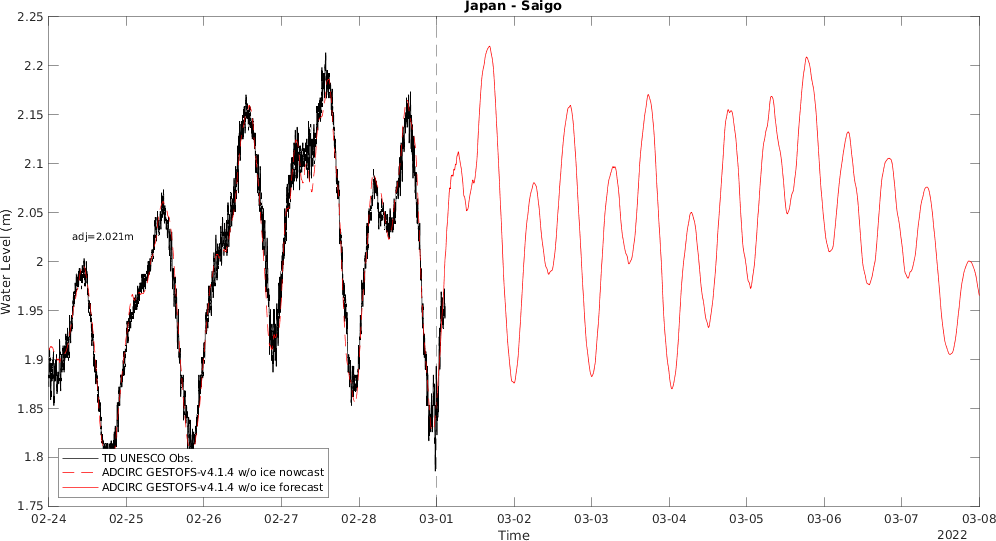 Japan - Saigo
2.25
2.2
2.15
2.1
2.05
2
1.95
1.9
1.85
1.8
1.75
Water Level (m)
adj=2.021m
TD UNESCO Obs.
ADCIRC GESTOFS-v4.1.4 w/o ice nowcast
ADCIRC GESTOFS-v4.1.4 w/o ice forecast
02-24 02-25 02-26 02-27 02-28 03-01 03-02 03-03 03-04 03-05 03-06 03-07 03-08
Time
2022